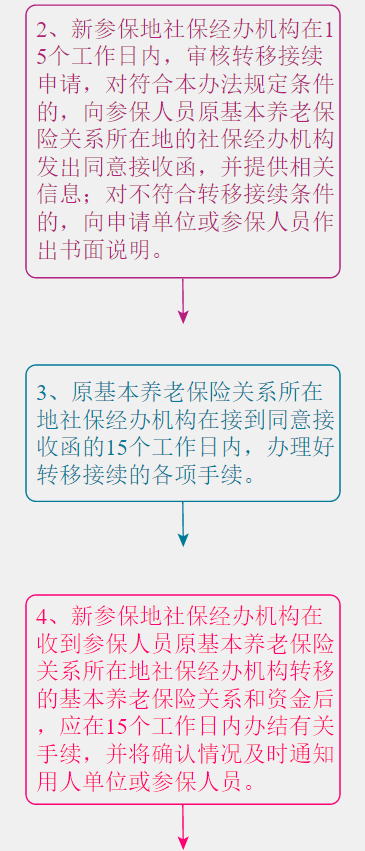 2、新参保地社保经办机构在1
5个工作日内，审核转移接续
申请，对符合本办法规定条件
的，向参保人员原基本养老保
险关系所在地的社保经办机构
发出同意接收函，并提供相关
信息；对不符合转移接续条件
的，向申请单位或参保人员作
出书面说明。
3、原基本养老保险关系所在
地社保经办机构在接到同意接
收函的15个工作日内，办理好
转移接续的各项手续。
4、新参保地社保经办机构在
收到参保人员原基本养老保险
关系所在地社保经办机构转移
的基本养老保险关系和资金后
，应在15个工作日内办结有关
手续，并将确认情况及时通知
用人单位或参保人员。